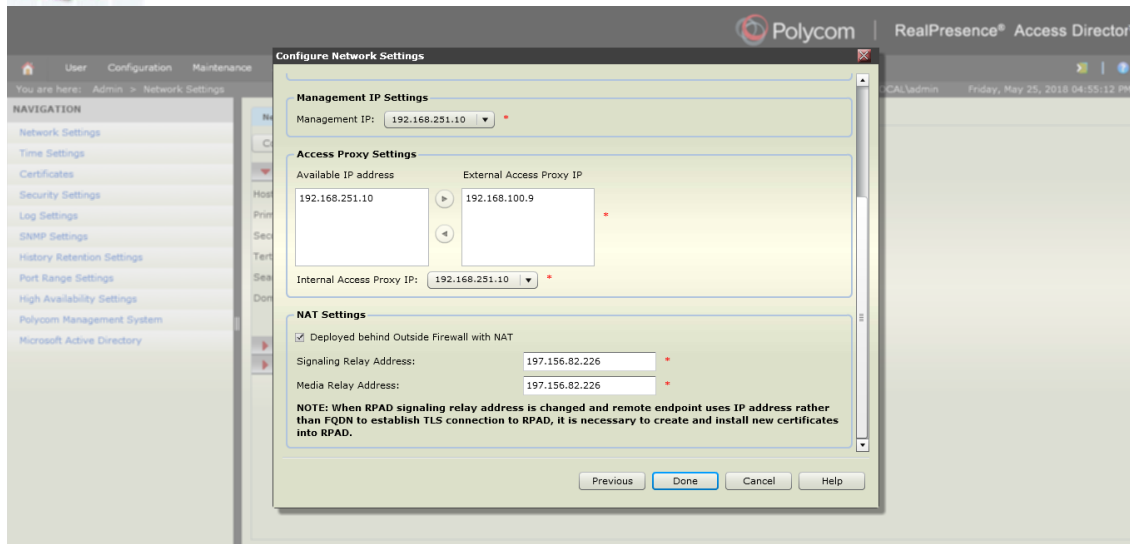 Polycom | RealPresence® Access Director
Configure Network Settings
User Configuration Maintenance
You are here: Admin > Network Settings
\admin Friday, May 25, 2018 04:55:12 PM
NAVIGATION
Network Settings
Time Settings
Certificates
Security Settings
Log Settings
SNMP Settings
History Retention Settings
Port Range Settings
High Availability Settings
Polycom Management System
Microsoft Active Directory
Management IP Settings
Management IP: 192.168.251.10 *
Access Proxy Settings
Available IP address External Access Proxy IP
192.168.251.10 192.168.100.9
*
Internal Access Proxy IP: 192.168.251.10 *
NAT Settings
Deployed behind Outside Firewall with NAT
Signaling Relay Address: 197.156.82.226 *
Media Relay Address: 197.156.82.226 *
NOTE: When RPAD signaling relay address is changed and remote endpoint uses IP address rather
than FQDN to establish TLS connection to RPAD, it is necessary to create and install new certificates
into RPAD.
Previous Done Cancel Help